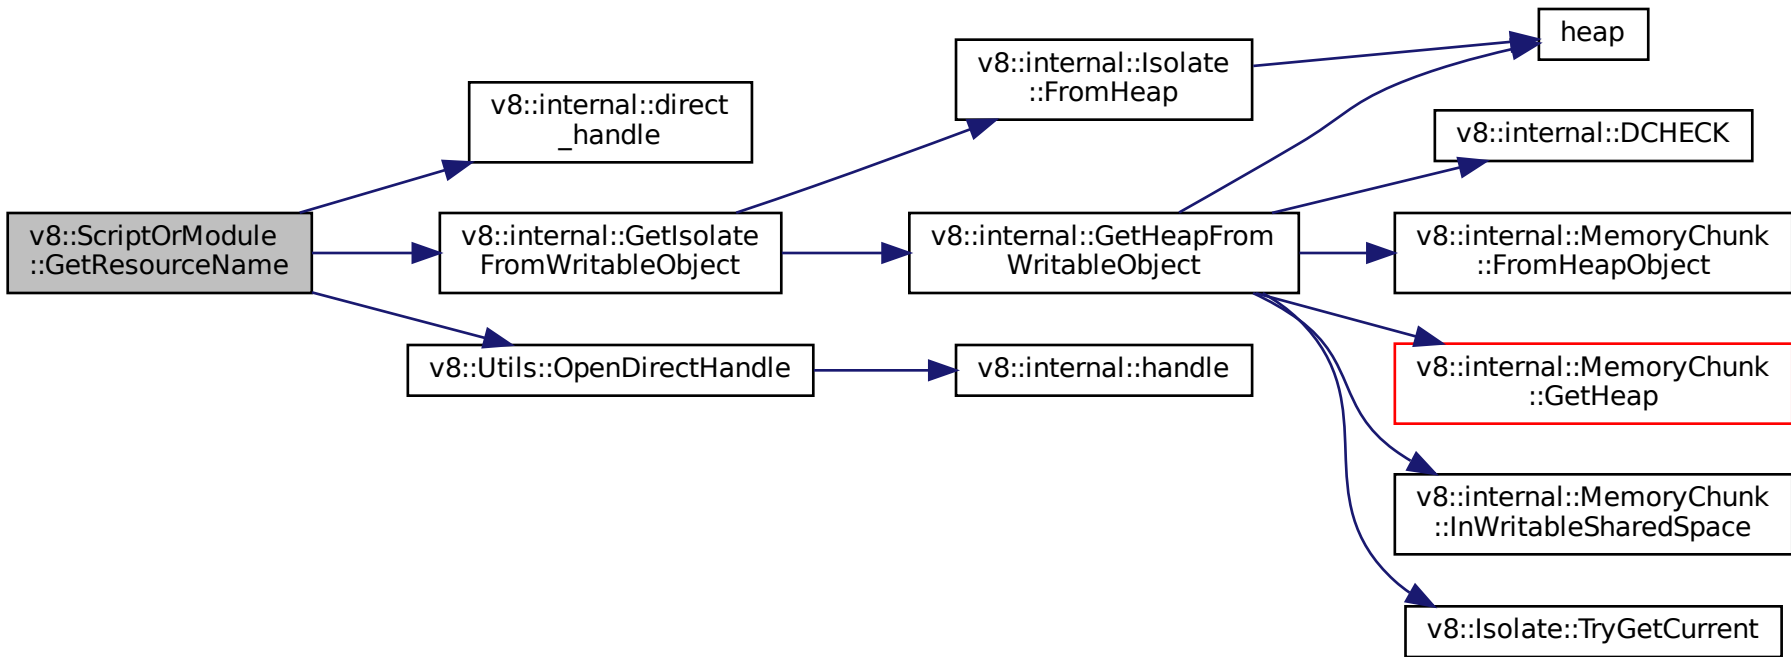 v8::ScriptOrModule
::GetResourceName
v8::internal::direct
_handle
v8::internal::GetIsolate
FromWritableObject
v8::Utils::OpenDirectHandle
v8::internal::Isolate
::FromHeap
v8::internal::GetHeapFrom
WritableObject
v8::internal::handle
heap
v8::internal::DCHECK
v8::internal::MemoryChunk
::FromHeapObject
v8::internal::MemoryChunk
::GetHeap
v8::internal::MemoryChunk
::InWritableSharedSpace
v8::Isolate::TryGetCurrent